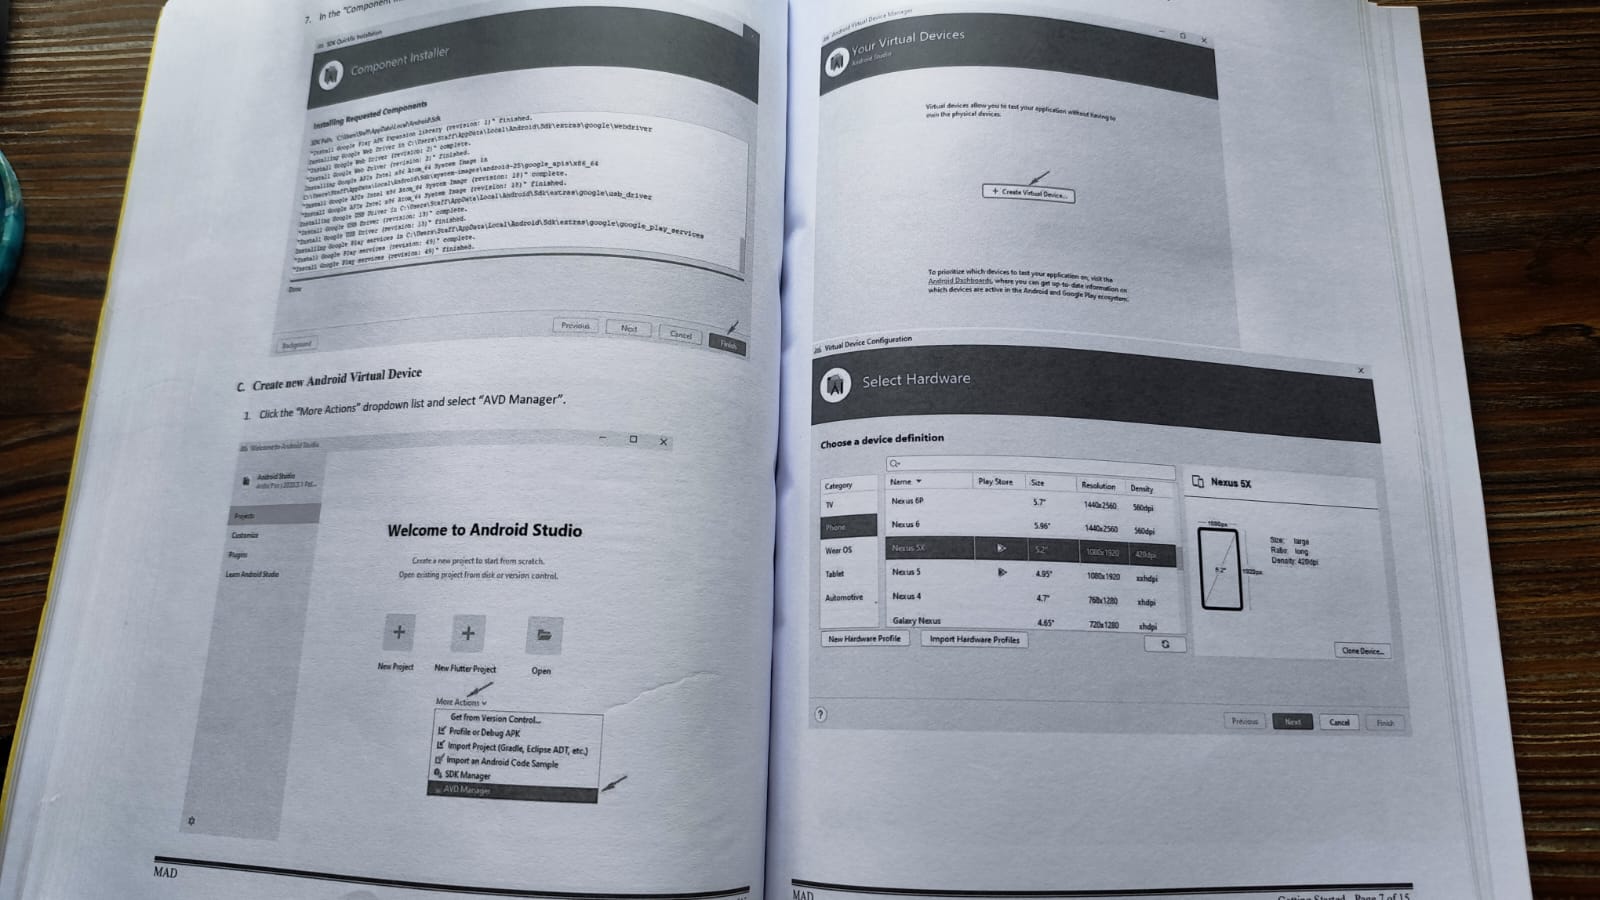 7. In the "Component
SDK Quickfix Installation
Component Installer
Installing Requested Components
SDK Path: C:\Users\Staff\AppData\Local\Android\Sdk
"Install Google Play APK Expansion library (revision: 1)" finished.
Installing Google Web Driver in C:\Users\Staff\AppData\Local\Android\Sdk\extras\google\webdriver
"Install Google Web Driver (revision: 2)" complete.
"Install Google Web Driver (revision: 2)" finished.
Installing Google APIs Intel x86 Atom_64 System Image in
C:\Users\Staff\AppData\Local\Android\Sdk\system-images\android-25\google_apis\x86_64
"Install Google APIs Intel x86 Atom_64 System Image (revision: 18)" complete.
"Install Google APIs Intel x86 Atom_64 System Image (revision: 18)" finished.
Installing Google USB Driver in C:\Users\Staff\AppData\Local\Android\Sdk\extras\google\usb_driver
"Install Google USB Driver (revision: 13)" complete.
"Install Google USB Driver (revision: 13)" finished.
Installing Google Play services in C:\Users\Staff\AppData\Local\Android\Sdk\extras\google\google_play_services
"Install Google Play services (revision: 49)" complete.
"Install Google Play services (revision: 49)" finished.
Done
Background
Previous Next Cancel Finish
C. Create new Android Virtual Device
1. Click the "More Actions" dropdown list and select "AVD Manager".
Welcome to Android Studio
Android Studio
Projects
Customize
Plugins
Learn Android Studio
Welcome to Android Studio
Create a new project to start from scratch.
Open existing project from disk or version control.
New Project New Flutter Project Open
More Actions
Get from Version Control...
Profile or Debug APK
Import Project (Gradle, Eclipse ADT, etc.)
Import an Android Code Sample
SDK Manager
AVD Manager
MAD
Android Virtual Device Manager
Your Virtual Devices
Android Studio
Virtual devices allow you to test your application without having to
own the physical devices.
+ Create Virtual Device...
To prioritize which devices to test your application on, visit the
Android Dashboards, where you can get up-to-date information on
which devices are active in the Android and Google Play ecosystem.
Virtual Device Configuration
Select Hardware
Choose a device definition
Category Name Play Store Size Resolution Density
TV
Phone
Wear OS
Tablet
Automotive
Nexus 6P 5.7" 1440x2560 560dpi
Nexus 6 5.96" 1440x2560 560dpi
Nexus 5X 5.2" 1080x1920 420dpi
Nexus 5 4.95" 1080x1920 xxhdpi
Nexus 4 4.7" 768x1280 xhdpi
Galaxy Nexus 4.65" 720x1280 xhdpi
New Hardware Profile Import Hardware Profiles
Nexus 5X
1080px
5.2"
1920px
Size: large
Ratio: long
Density: 420dpi
Clone Device...
?
Previous Next Cancel Finish
MAD
Getting Started Page 7 of 15